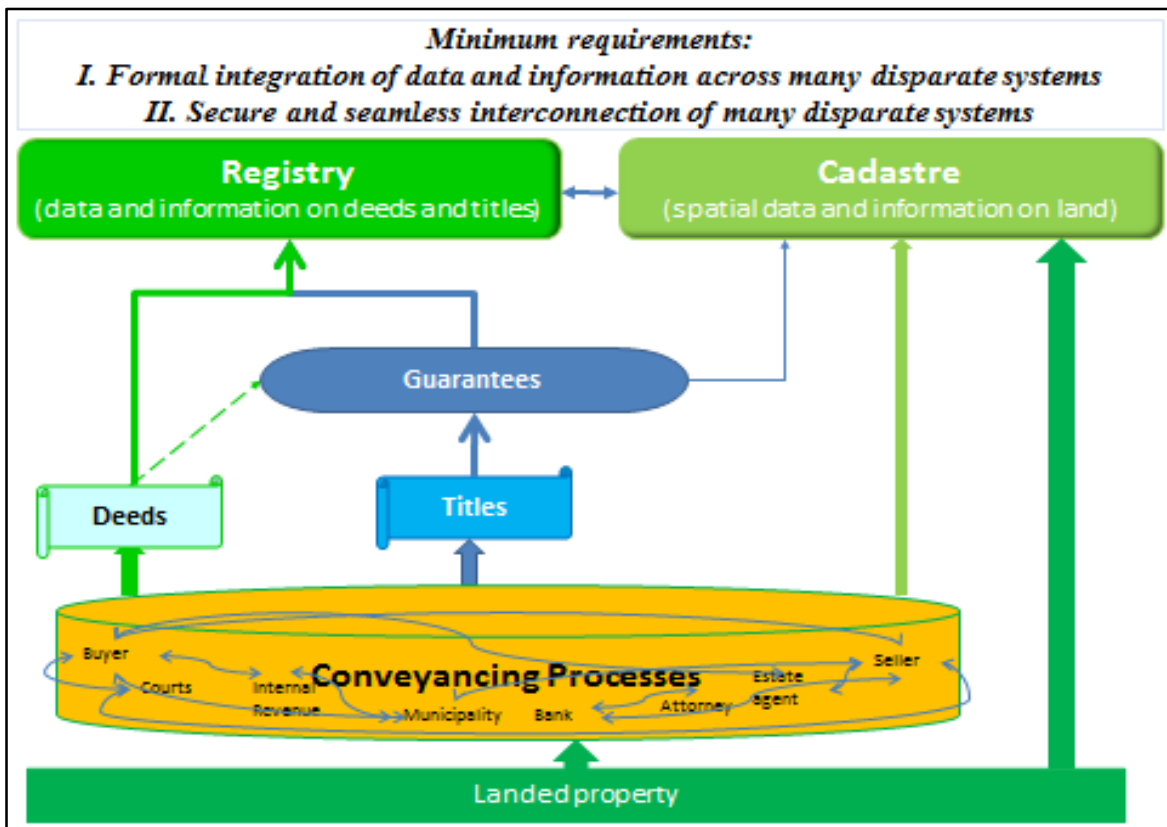 Minimum requirements:
I. Formal integration of data and information across many disparate systems
II. Secure and seamless interconnection of many disparate systems
Registry
(data and information on deeds and titles)
Cadastre
(spatial data and information on land)
Guarantees
Deeds
Titles
Buyer
Courts
Internal
Revenue
Conveyancing Processes
Municipality
Bank
Attorney
Estate
agent
Seller
Landed property